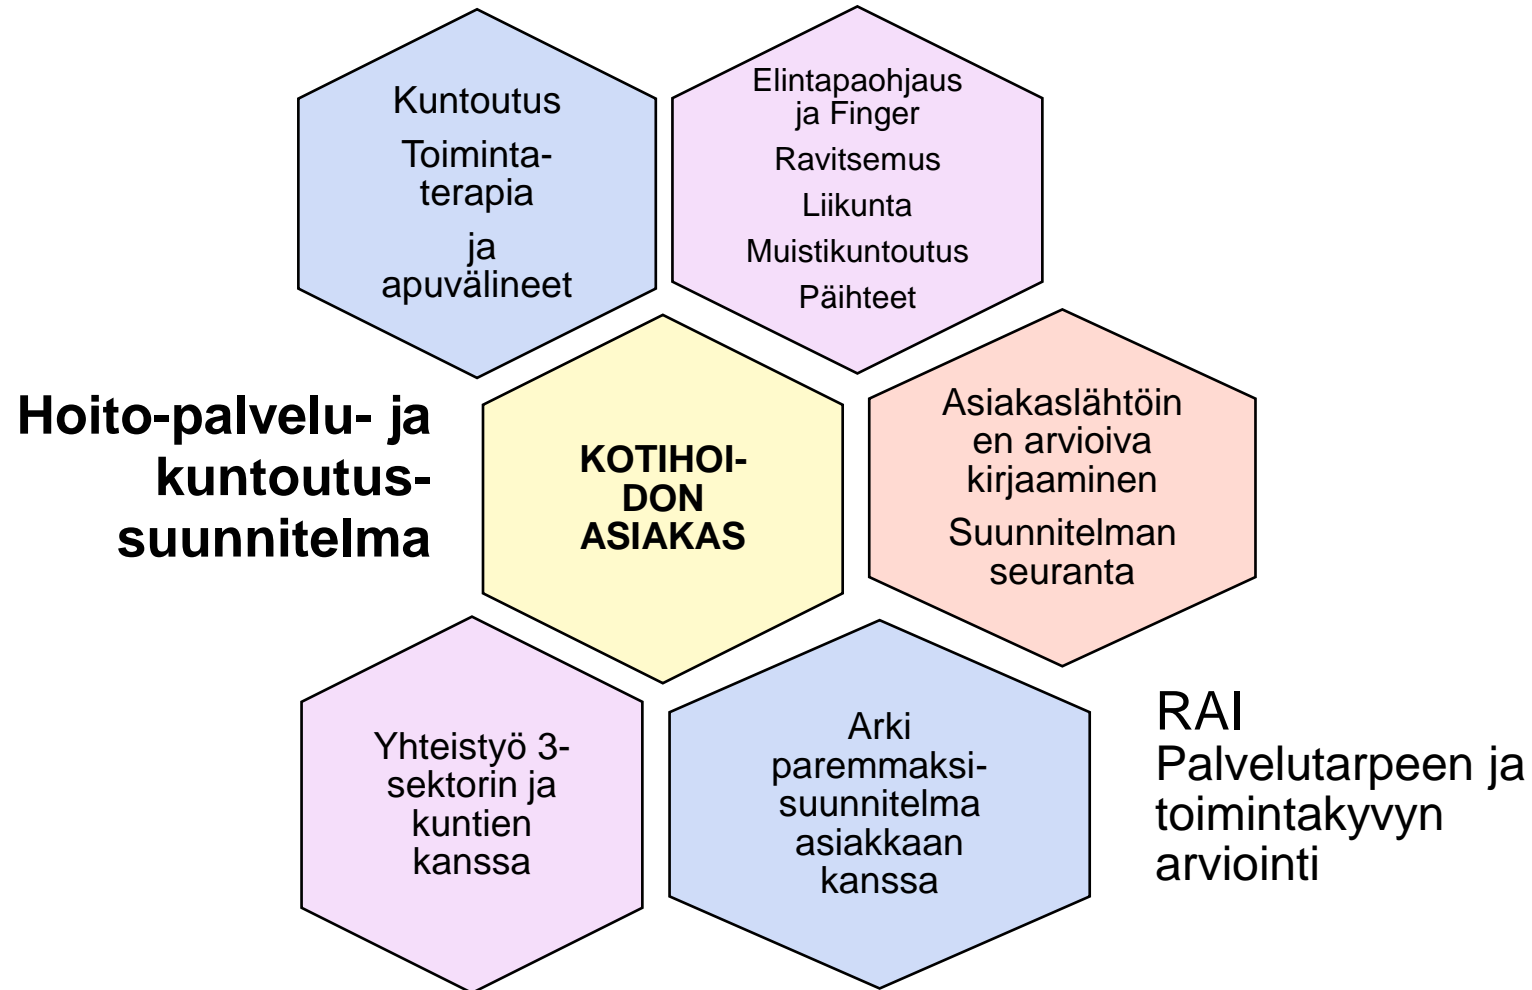 Kuntoutus
Toiminta-
terapia
ja
apuvälineet
Elintapaohjaus
ja Finger
Ravitsemus
Liikunta
Muistikuntoutus
Päihteet
Hoito-palvelu- ja
kuntoutus-
suunnitelma
KOTIHOI-
DON
ASIAKAS
Asiakaslähtöin
en arvioiva
kirjaaminen
Suunnitelman
seuranta
Yhteistyö 3-
sektorin ja
kuntien
kanssa
Arki
paremmaksi-
suunnitelma
asiakkaan
kanssa
RAI
Palvelutarpeen ja
toimintakyvyn
arviointi